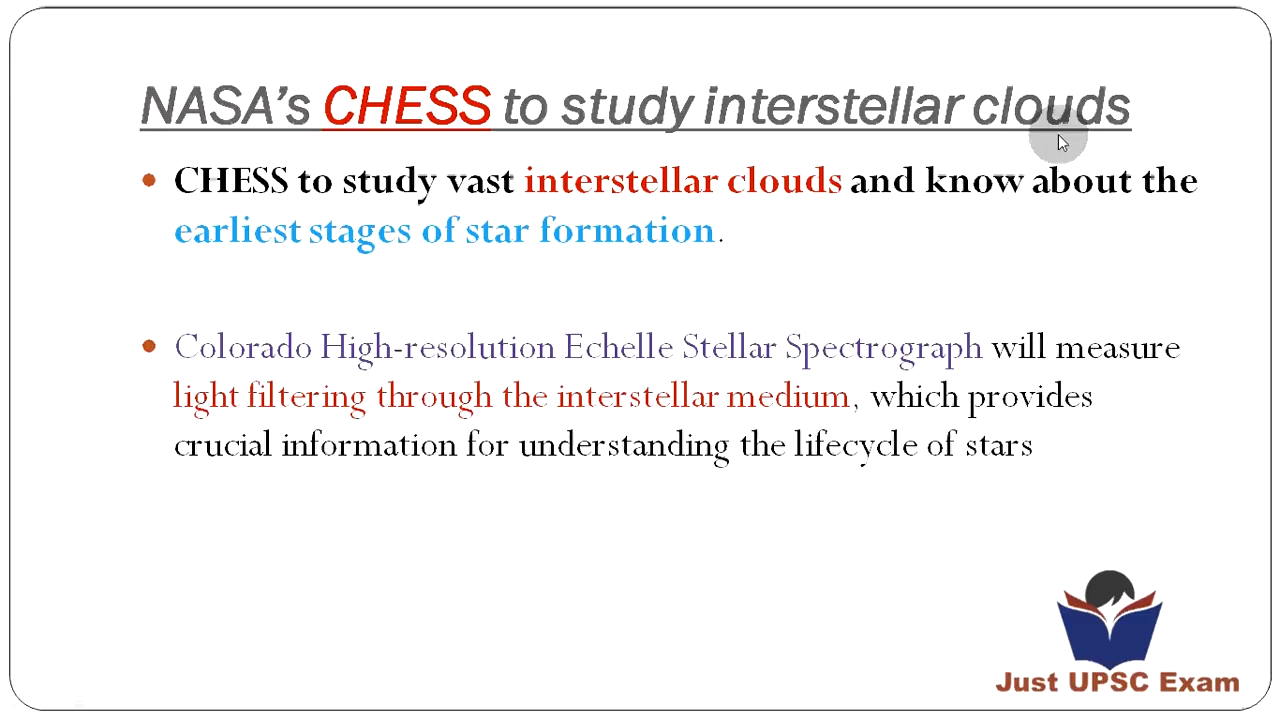 NASA's CHESS to study interstellar clouds
• CHESS to study vast interstellar clouds and know about the
earliest stages of star formation.
• Colorado High-resolution Echelle Stellar Spectrograph will measure
light filtering through the interstellar medium, which provides
crucial information for understanding the lifecycle of stars
Just UPSC Exam